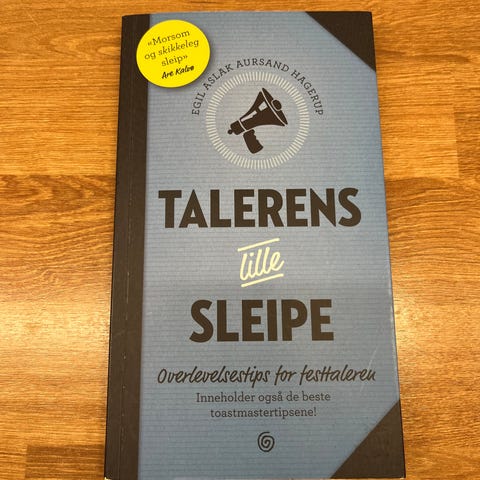 «Morsom
og skikkeleg
sleip»
Are Kalvø
EGIL ASLAK AURSAND HAGERUP
TALERENS
lille
SLEIPE
Overlevelsestips for festtaleren
Inneholder også de beste
toastmastertipsene!